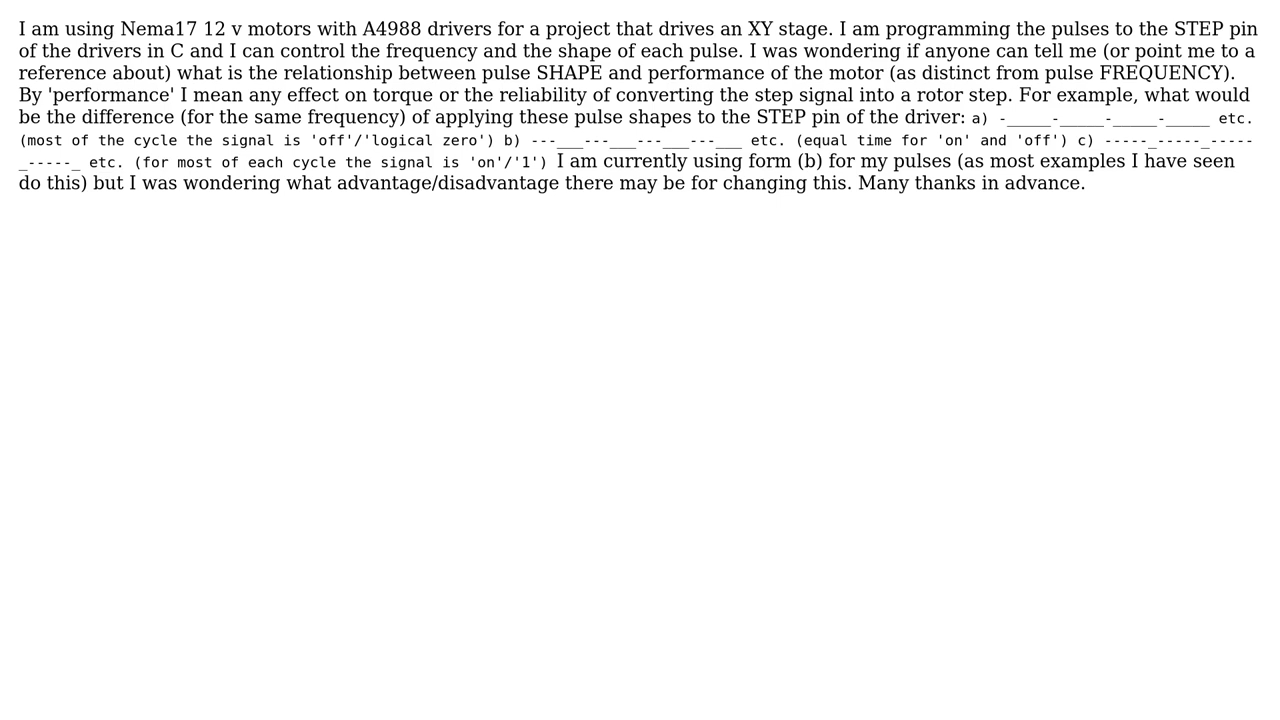 I am using Nema17 12 v motors with A4988 drivers for a project that drives an XY stage. I am programming the pulses to the STEP pin
of the drivers in C and I can control the frequency and the shape of each pulse. I was wondering if anyone can tell me (or point me to a
reference about) what is the relationship between pulse SHAPE and performance of the motor (as distinct from pulse FREQUENCY).
By 'performance' I mean any effect on torque or the reliability of converting the step signal into a rotor step. For example, what would
be the difference (for the same frequency) of applying these pulse shapes to the STEP pin of the driver: a) -_____-_____-_____-_____ etc.
(most of the cycle the signal is 'off'/'logical zero') b) ---___---___---___---___ etc. (equal time for 'on' and 'off') c) -----_-----_-----
_-----_ etc. (for most of each cycle the signal is 'on'/'1') I am currently using form (b) for my pulses (as most examples I have seen
do this) but I was wondering what advantage/disadvantage there may be for changing this. Many thanks in advance.